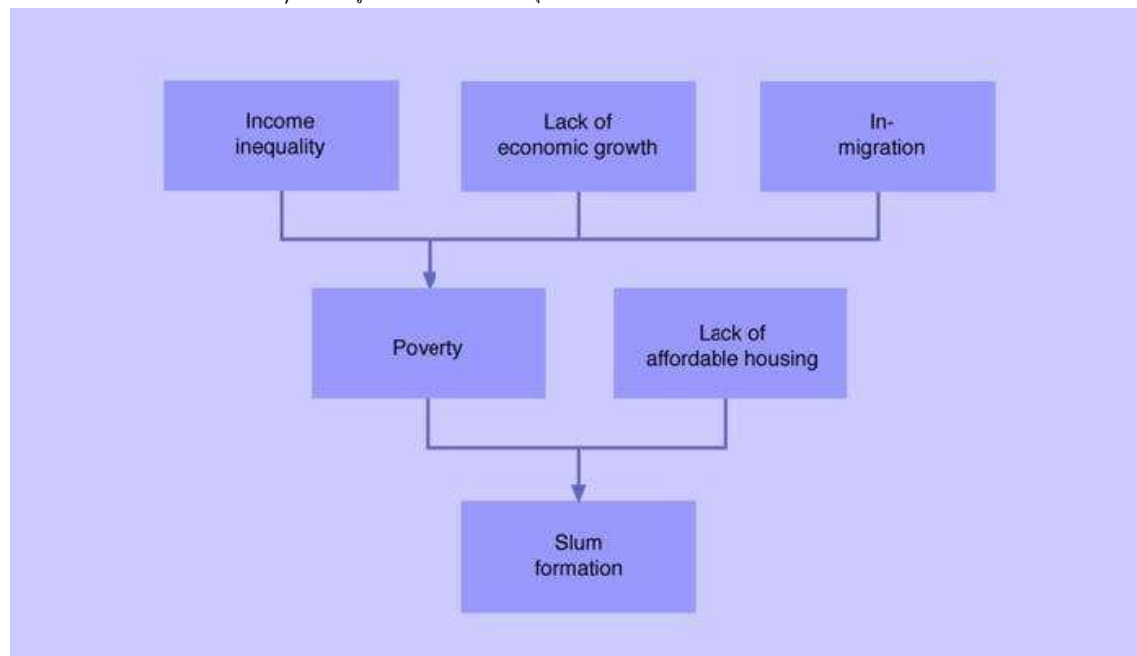 Income
inequality
Lack of
economic growth
In-
migration
Poverty
Lack of
affordable housing
Slum
formation